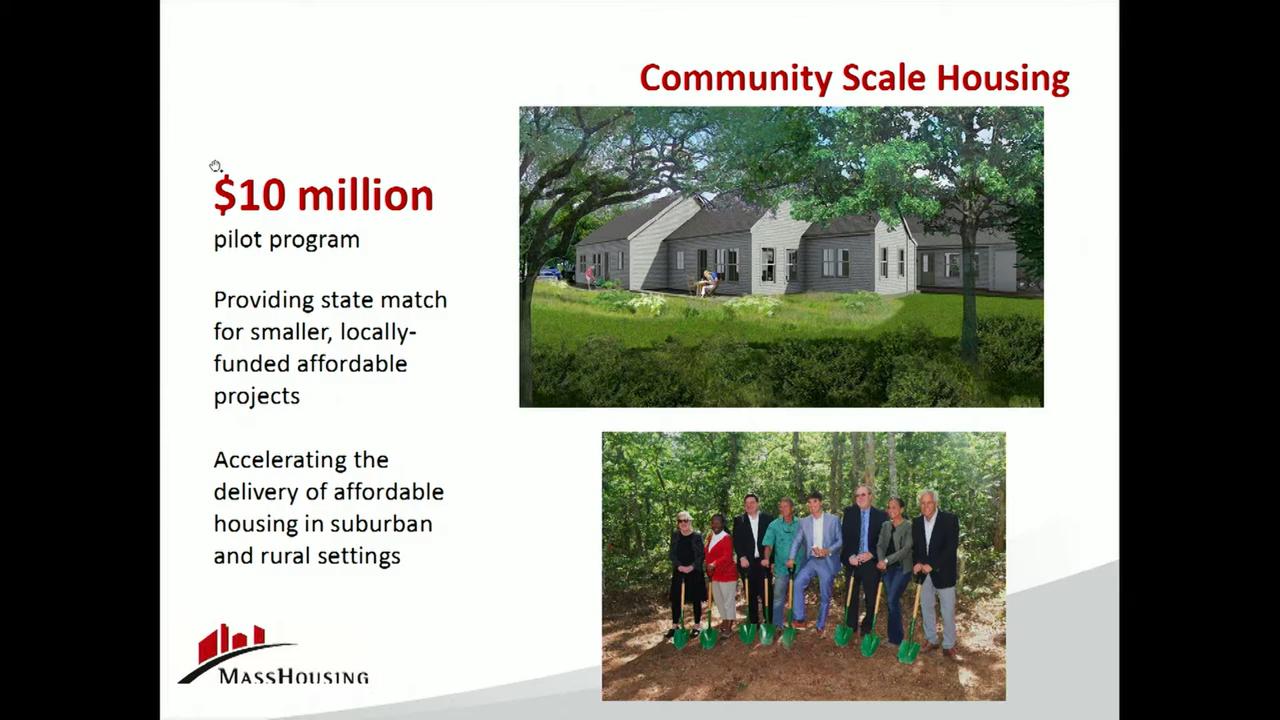 Community Scale Housing
$10 million
pilot program
Providing state match
for smaller, locally-
funded affordable
projects
Accelerating the
delivery of affordable
housing in suburban
and rural settings
MASSHOUSING